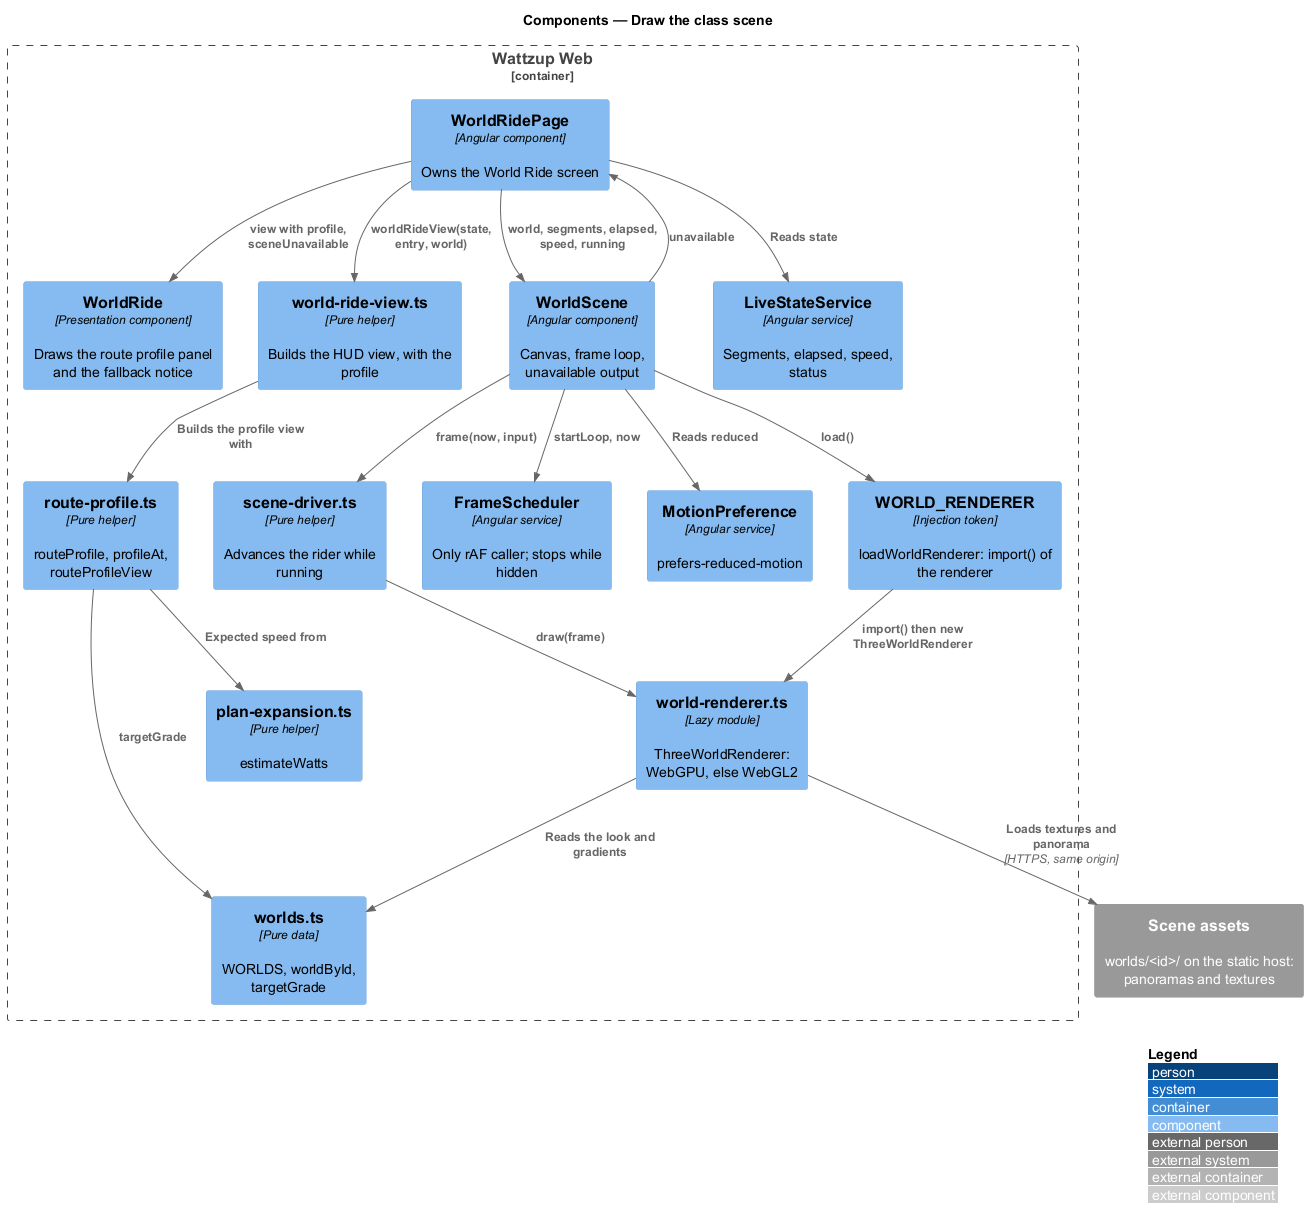 Components — Draw the class scene
Wattzup Web
[container]
WorldRidePage
[Angular component]
Owns the World Ride screen
view with profile,
sceneUnavailable
worldRideView(state,
entry, world)
world, segments, elapsed,
speed, running
unavailable
Reads state
WorldRide
[Presentation component]
Draws the route profile panel
and the fallback notice
world-ride-view.ts
[Pure helper]
Builds the HUD view, with the
profile
WorldScene
[Angular component]
Canvas, frame loop,
unavailable output
LiveStateService
[Angular service]
Segments, elapsed, speed,
status
Builds the profile view
with
frame(now, input)
startLoop, now
Reads reduced
load()
route-profile.ts
[Pure helper]
routeProfile, profileAt,
routeProfileView
scene-driver.ts
[Pure helper]
Advances the rider while
running
FrameScheduler
[Angular service]
Only rAF caller; stops while
hidden
MotionPreference
[Angular service]
prefers-reduced-motion
WORLD_RENDERER
[Injection token]
loadWorldRenderer: import() of
the renderer
Expected speed from
draw(frame)
import() then new
ThreeWorldRenderer
plan-expansion.ts
[Pure helper]
estimateWatts
world-renderer.ts
[Lazy module]
ThreeWorldRenderer:
WebGPU, else WebGL2
targetGrade
Reads the look and
gradients
Loads textures and
panorama
[HTTPS, same origin]
worlds.ts
[Pure data]
WORLDS, worldById,
targetGrade
Scene assets
worlds/<id>/ on the static host:
panoramas and textures
Legend
person
system
container
component
external person
external system
external container
external component